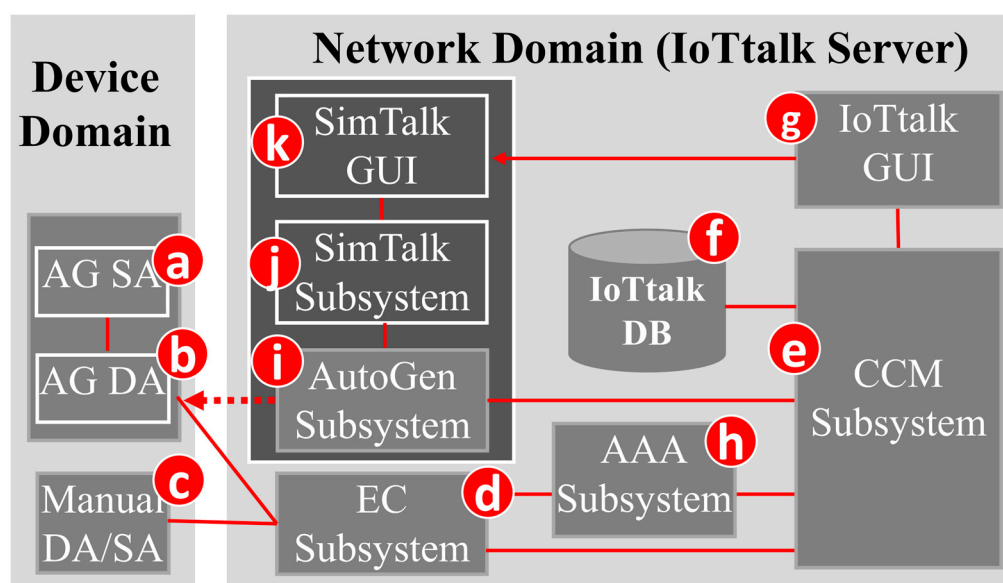 Device
Domain
Network Domain (IoTtalk Server)
AG SA
a
AG DA
b
Manual
DA/SA
c
SimTalk
GUI
k
SimTalk
Subsystem
j
AutoGen
Subsystem
i
EC
Subsystem
d
IoTtalk
DB
f
AAA
Subsystem
h
IoTtalk
GUI
g
CCM
Subsystem
e